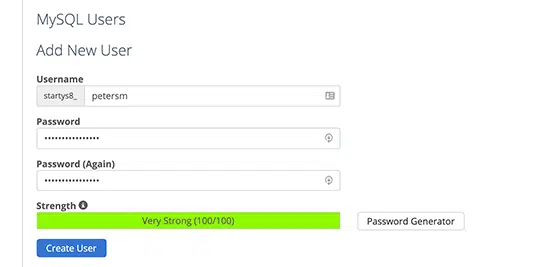 MySQL Users
Add New User
Username
startys8_ petersm
Password
•••••••••••••••
Password (Again)
•••••••••••••••
Strength
Very Strong (100/100) Password Generator
Create User